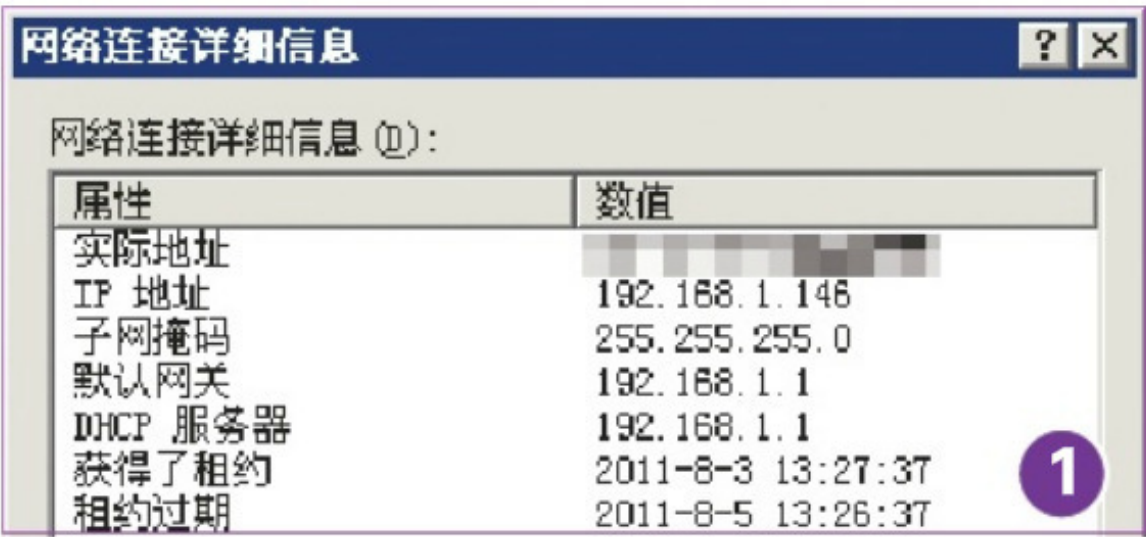 网络连接详细信息
网络连接详细信息(D):
属性 数值
实际地址
IP 地址 192.168.1.146
子网掩码 255.255.255.0
默认网关 192.168.1.1
DHCP 服务器 192.168.1.1
获得了租约 2011-8-3 13:27:37
租约过期 2011-8-5 13:26:37
1